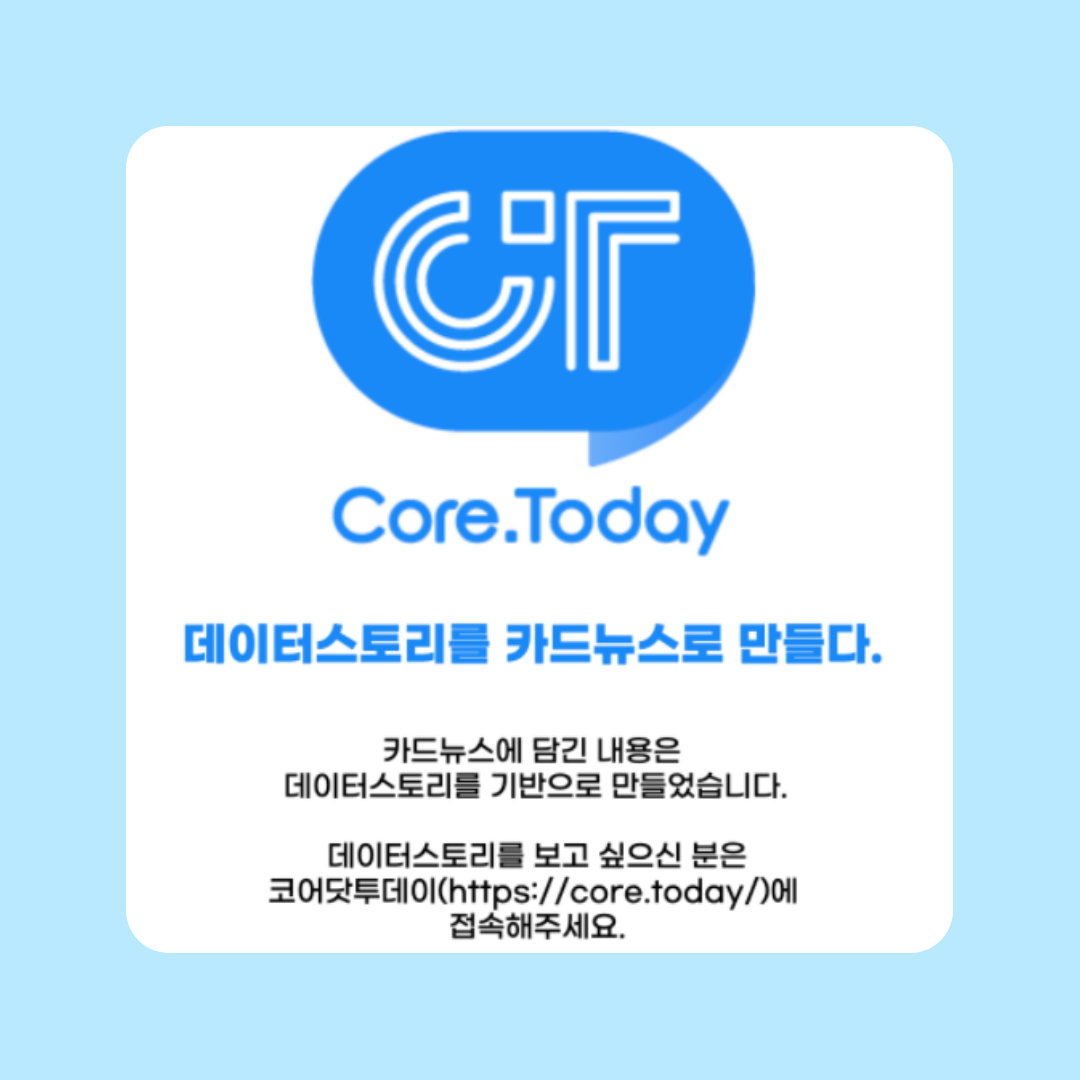 CT
Core.Today
데이터스토리를 카드뉴스로 만들다.
카드뉴스에 담긴 내용은
데이터스토리를 기반으로 만들었습니다.
데이터스토리를 보고 싶으신 분은
코어닷투데이(https://core.today/)에
접속해주세요.